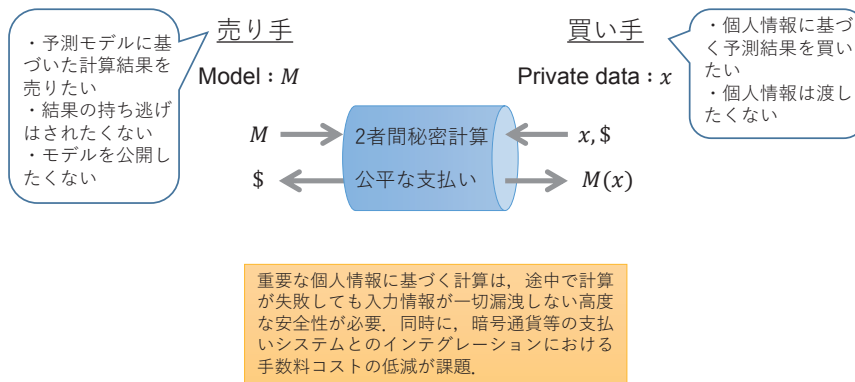 ・予測モデルに基
づいた計算結果を
売りたい
・結果の持ち逃げ
はされたくない
・モデルを公開し
たくない
売り手
Model：M
買い手
Private data：x
・個人情報に基づ
く予測結果を買い
たい
・個人情報は渡し
たくない
M
2者間秘密計算
x, $
$
公平な支払い
M(x)
重要な個人情報に基づく計算は，途中で計算
が失敗しても入力情報が一切漏洩しない高度
な安全性が必要．同時に，暗号通貨等の支払
いシステムとのインテグレーションにおける
手数料コストの低減が課題．